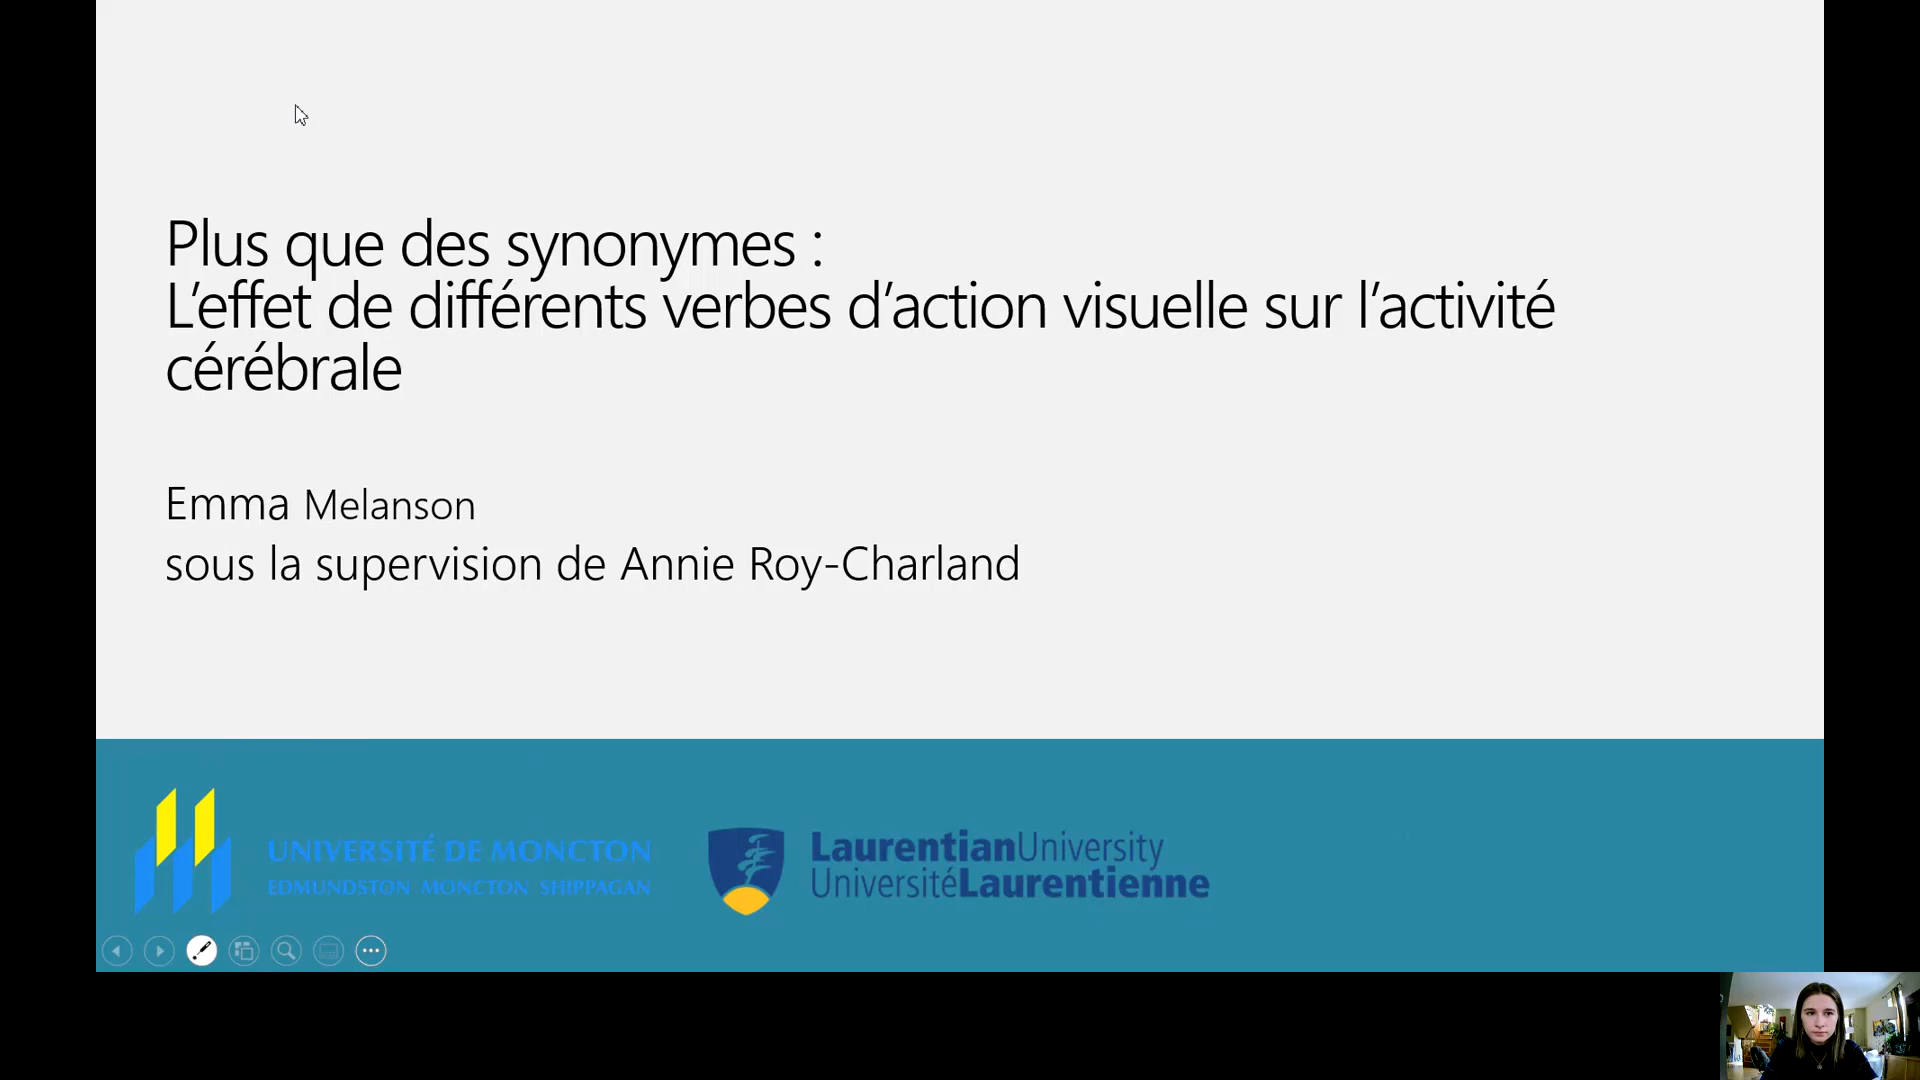 Plus que des synonymes :
L’effet de différents verbes d’action visuelle sur l’activité
cérébrale
Emma Melanson
sous la supervision de Annie Roy-Charland
UNIVERSITÉ DE MONCTON
EDMUNDSTON MONCTON SHIPPAGAN
LaurentianUniversity
UniversitéLaurentienne